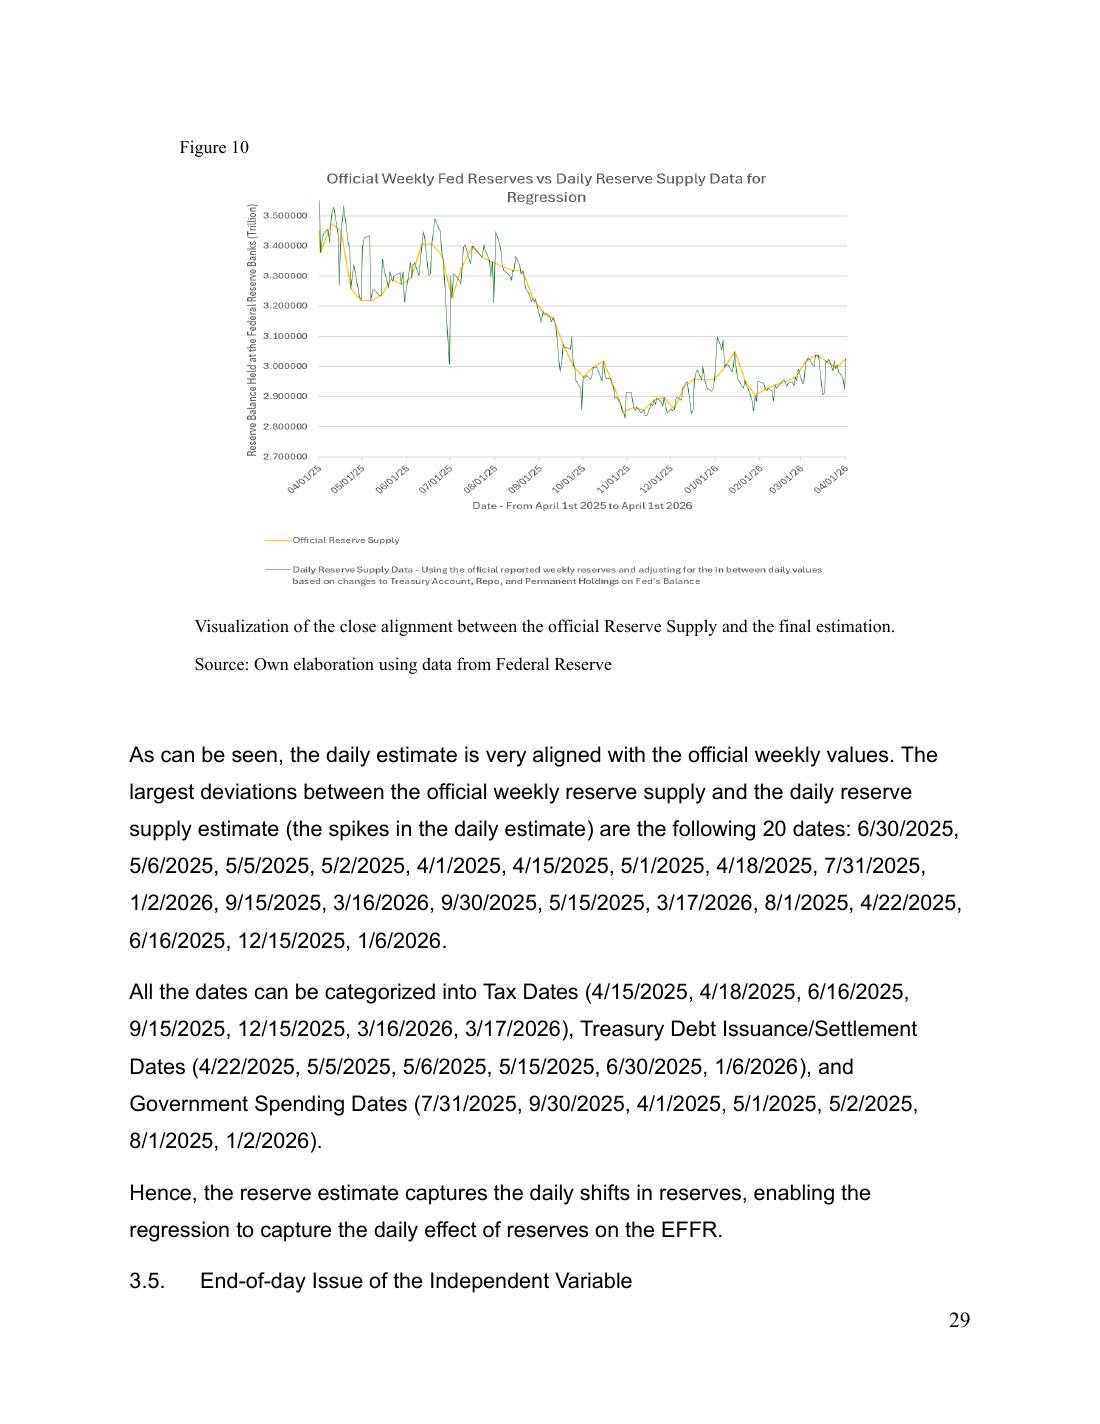 Figure 10
Official Weekly Fed Reserves vs Daily Reserve Supply Data for
Regression
Reserve Balance Held at the Federal Reserve Banks (Trillion)
3.500000
3.400000
3.300000
3.200000
3.100000
3.000000
2.900000
2.800000
2.700000
04/01/25
05/01/25
06/01/25
07/01/25
08/01/25
09/01/25
10/01/25
11/01/25
12/01/25
01/01/26
02/01/26
03/01/26
04/01/26
Date - From April 1st 2025 to April 1st 2026
Official Reserve Supply
Daily Reserve Supply Data - Using the official reported weekly reserves and adjusting for the in between daily values
based on changes to Treasury Account, Repo, and Permanent Holdings on Fed's Balance
Visualization of the close alignment between the official Reserve Supply and the final estimation.
Source: Own elaboration using data from Federal Reserve
As can be seen, the daily estimate is very aligned with the official weekly values. The
largest deviations between the official weekly reserve supply and the daily reserve
supply estimate (the spikes in the daily estimate) are the following 20 dates: 6/30/2025,
5/6/2025, 5/5/2025, 5/2/2025, 4/1/2025, 4/15/2025, 5/1/2025, 4/18/2025, 7/31/2025,
1/2/2026, 9/15/2025, 3/16/2026, 9/30/2025, 5/15/2025, 3/17/2026, 8/1/2025, 4/22/2025,
6/16/2025, 12/15/2025, 1/6/2026.
All the dates can be categorized into Tax Dates (4/15/2025, 4/18/2025, 6/16/2025,
9/15/2025, 12/15/2025, 3/16/2026, 3/17/2026), Treasury Debt Issuance/Settlement
Dates (4/22/2025, 5/5/2025, 5/6/2025, 5/15/2025, 6/30/2025, 1/6/2026), and
Government Spending Dates (7/31/2025, 9/30/2025, 4/1/2025, 5/1/2025, 5/2/2025,
8/1/2025, 1/2/2026).
Hence, the reserve estimate captures the daily shifts in reserves, enabling the
regression to capture the daily effect of reserves on the EFFR.
3.5. End-of-day Issue of the Independent Variable
29